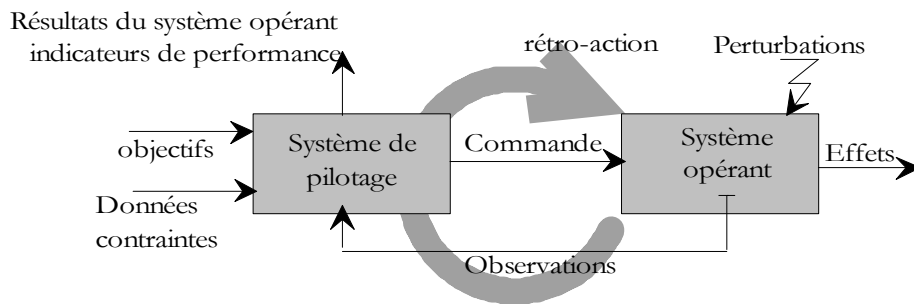 Résultats du système opérant
indicateurs de performance
rétro-action
Perturbations
objectifs
Système de
pilotage
Commande
Système
opérant
Effets
Données
contraintes
Observations